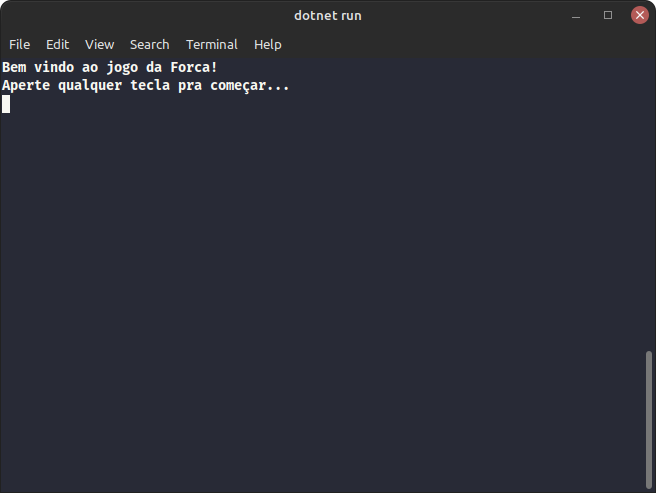 dotnet run
File Edit View Search Terminal Help
Bem vindo ao jogo da Forca!
Aperte qualquer tecla pra começar...